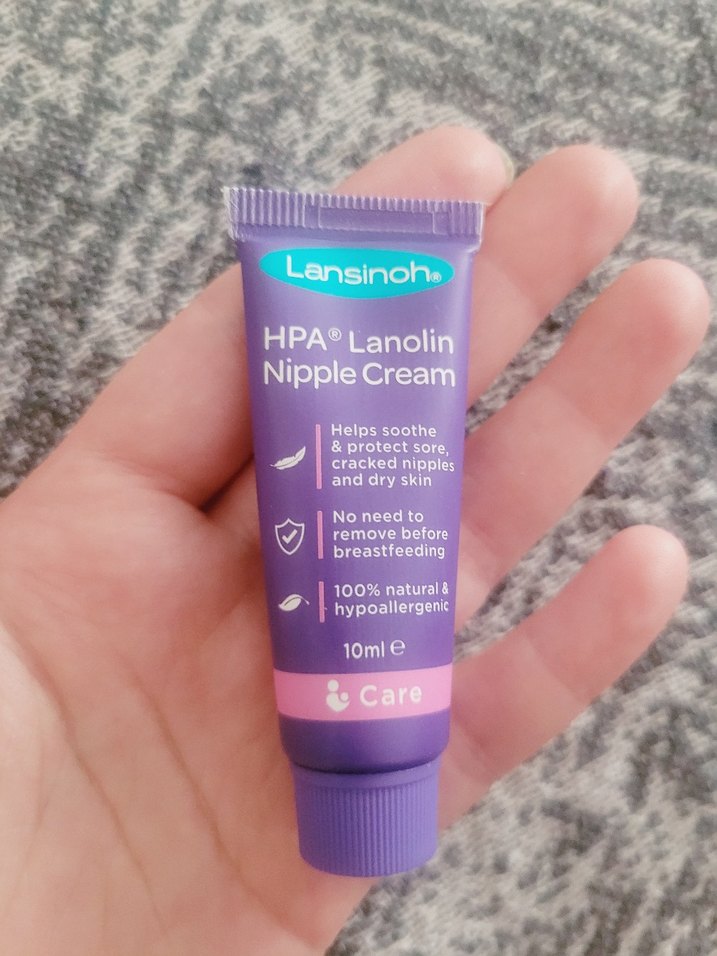 Lansinoh®
HPA® Lanolin
Nipple Cream
Helps soothe
& protect sore,
cracked nipples
and dry skin
No need to
remove before
breastfeeding
100% natural &
hypoallergenic
10ml ℮
Care